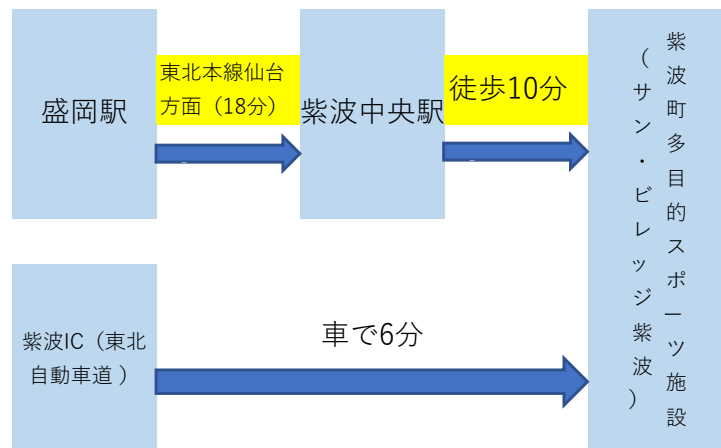 盛岡駅
東北本線仙台
方面（18分）
紫波中央駅
徒歩10分
紫波町多目的スポーツ施設
（サン・ビレッジ紫波）
紫波IC（東北
自動車道 ）
車で6分